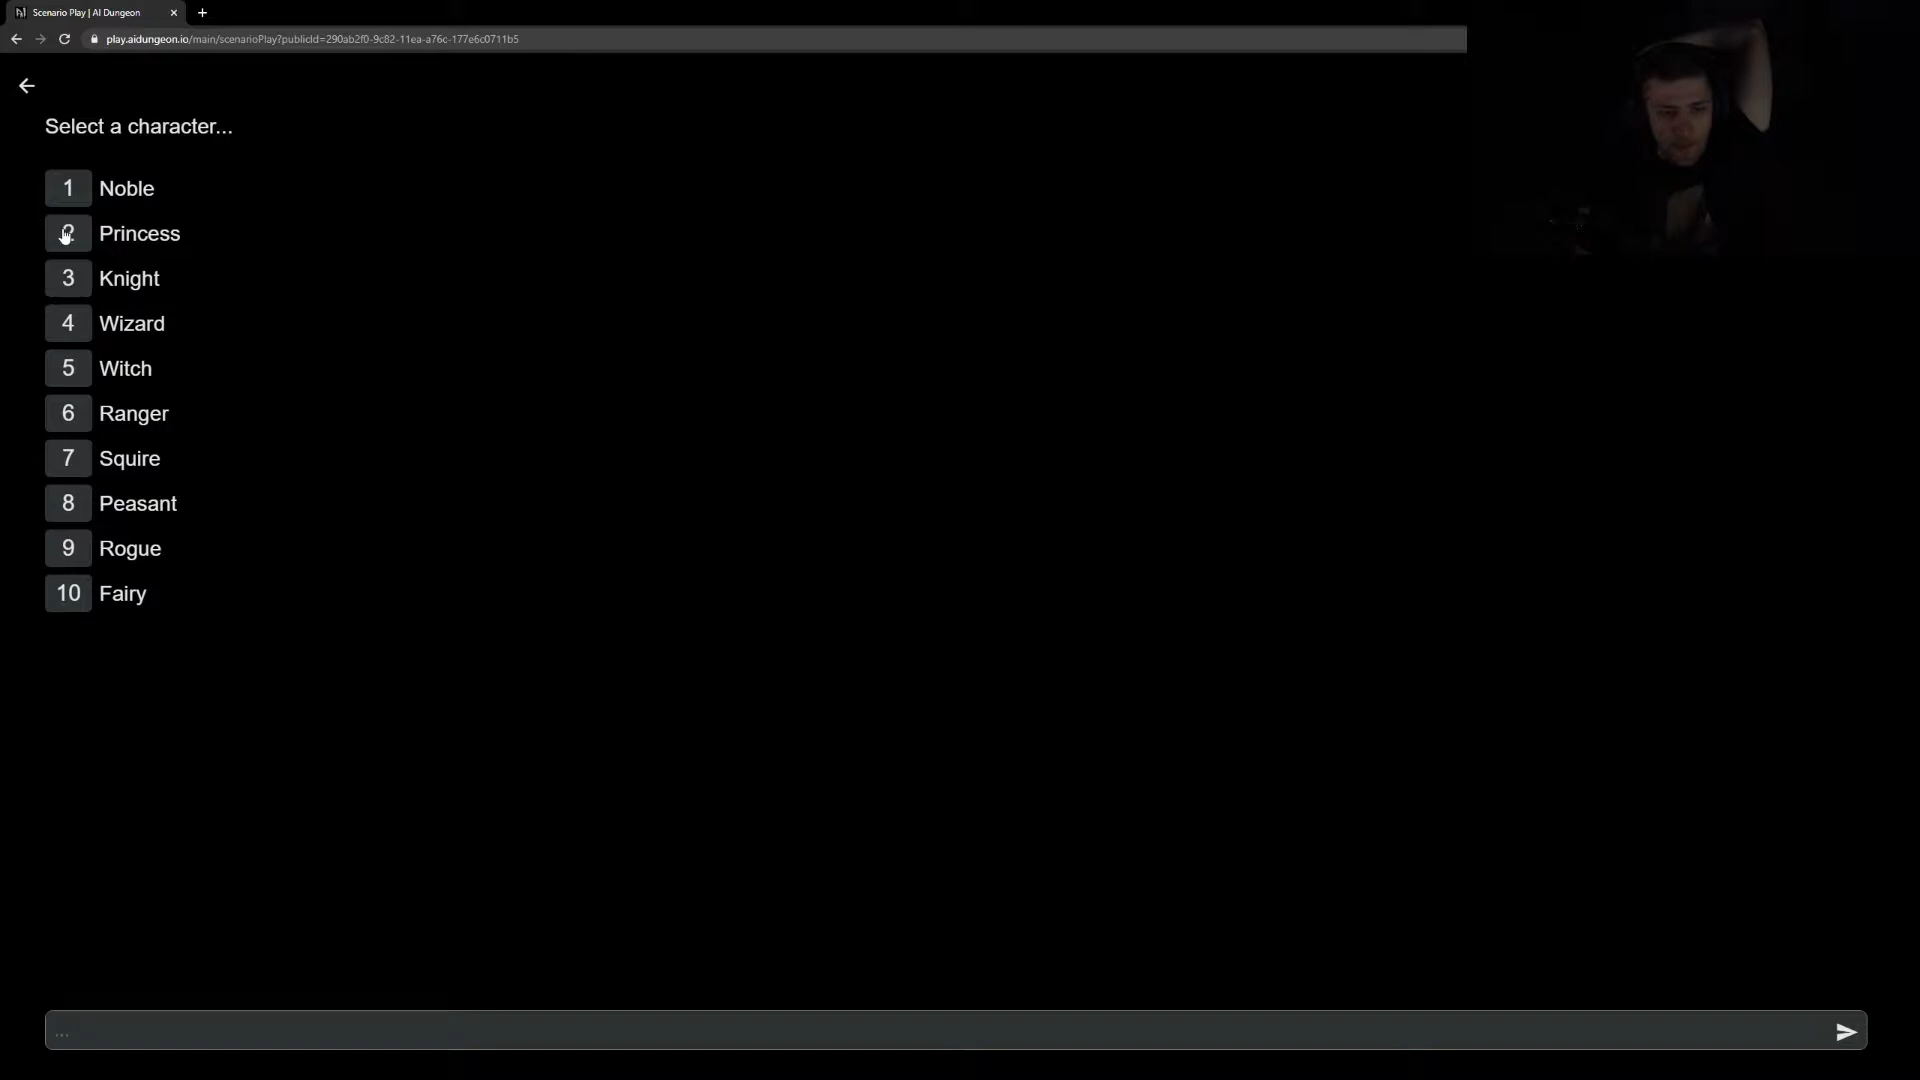 Scenario Play | AI Dungeon
play.aidungeon.io/main/scenarioPlay?publicId=290ab2f0-9c82-11ea-a76c-177e6c0711b5
Select a character...
1 Noble
2 Princess
3 Knight
4 Wizard
5 Witch
6 Ranger
7 Squire
8 Peasant
9 Rogue
10 Fairy
...